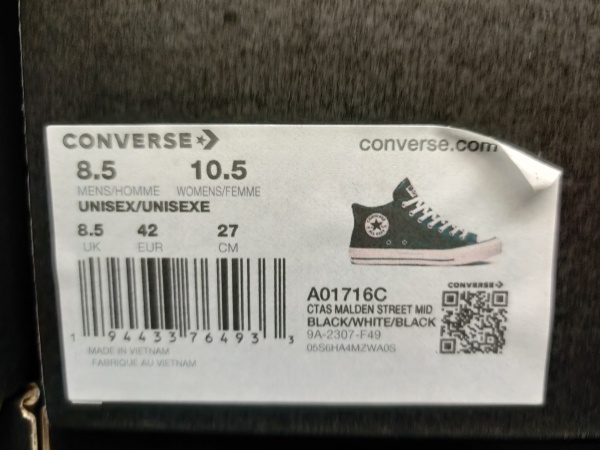 CONVERSE
converse.com
8.5 10.5
MENS/HOMME WOMENS/FEMME
UNISEX/UNISEXE
8.5 42 27
UK EUR CM
1 94433 76493 3
MADE IN VIETNAM
FABRIQUE AU VIETNAM
A01716C
CTAS MALDEN STREET MID
BLACK/WHITE/BLACK
9A-2307-F49
05S6HA4MZWA0S
CONVERSE